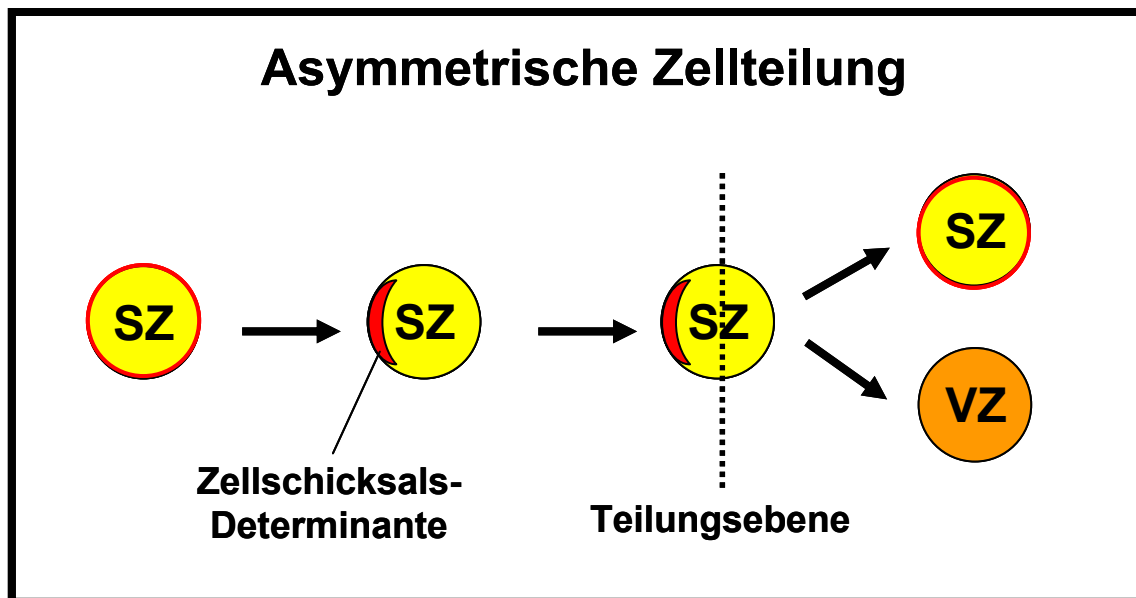 Asymmetrische Zellteilung
SZ
SZ
SZ
SZ
VZ
Zellschicksals-
Determinante
Teilungsebene